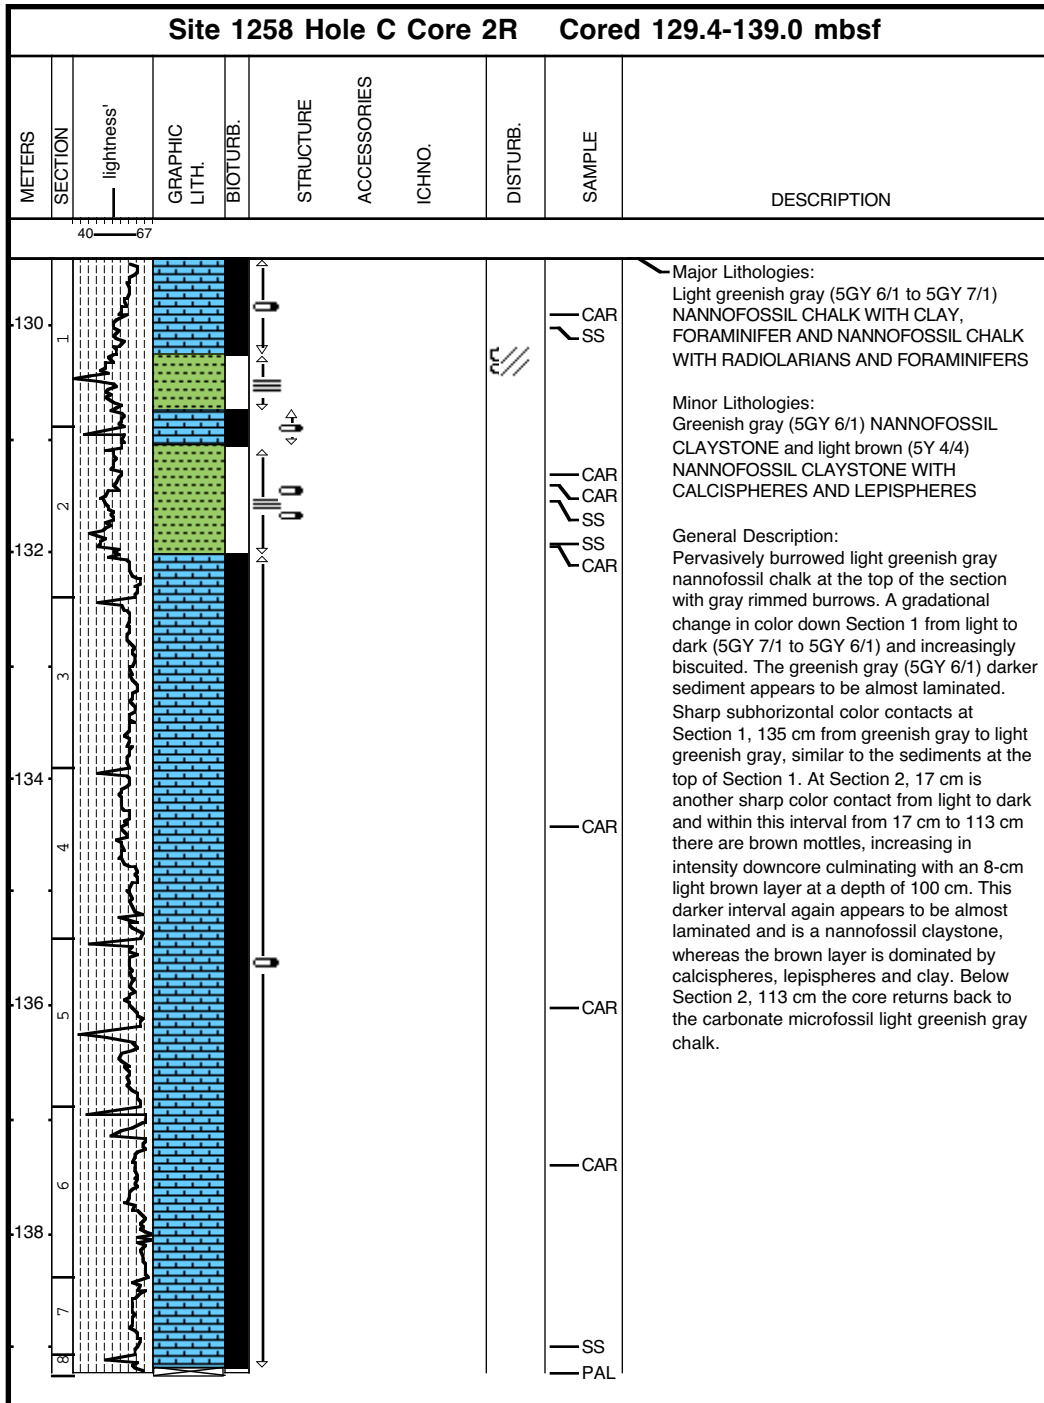 Site 1258 Hole C Core 2R Cored 129.4-139.0 mbsf
METERS
SECTION
lightness'
GRAPHIC
LITH.
BIOTURB.
STRUCTURE
ACCESSORIES
ICHNO.
DISTURB.
SAMPLE
DESCRIPTION
40 67
130
132
134
136
138
1
2
3
4
5
6
7
8
CAR
SS
CAR
CAR
SS
SS
CAR
CAR
CAR
CAR
SS
PAL
Major Lithologies:
Light greenish gray (5GY 6/1 to 5GY 7/1)
NANNOFOSSIL CHALK WITH CLAY,
FORAMINIFER AND NANNOFOSSIL CHALK
WITH RADIOLARIANS AND FORAMINIFERS
Minor Lithologies:
Greenish gray (5GY 6/1) NANNOFOSSIL
CLAYSTONE and light brown (5Y 4/4)
NANNOFOSSIL CLAYSTONE WITH
CALCISPHERES AND LEPISPHERES
General Description:
Pervasively burrowed light greenish gray
nannofossil chalk at the top of the section
with gray rimmed burrows. A gradational
change in color down Section 1 from light to
dark (5GY 7/1 to 5GY 6/1) and increasingly
biscuited. The greenish gray (5GY 6/1) darker
sediment appears to be almost laminated.
Sharp subhorizontal color contacts at
Section 1, 135 cm from greenish gray to light
greenish gray, similar to the sediments at the
top of Section 1. At Section 2, 17 cm is
another sharp color contact from light to dark
and within this interval from 17 cm to 113 cm
there are brown mottles, increasing in
intensity downcore culminating with an 8-cm
light brown layer at a depth of 100 cm. This
darker interval again appears to be almost
laminated and is a nannofossil claystone,
whereas the brown layer is dominated by
calcispheres, lepispheres and clay. Below
Section 2, 113 cm the core returns back to
the carbonate microfossil light greenish gray
chalk.